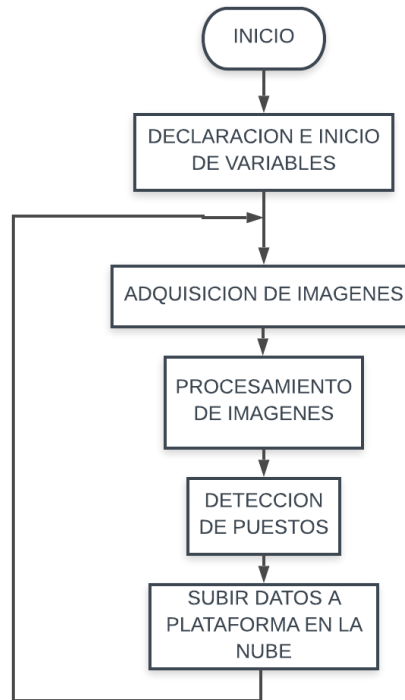 INICIO
DECLARACION E INICIO
DE VARIABLES
ADQUISICION DE IMAGENES
PROCESAMIENTO
DE IMAGENES
DETECCION
DE PUESTOS
SUBIR DATOS A
PLATAFORMA EN LA
NUBE